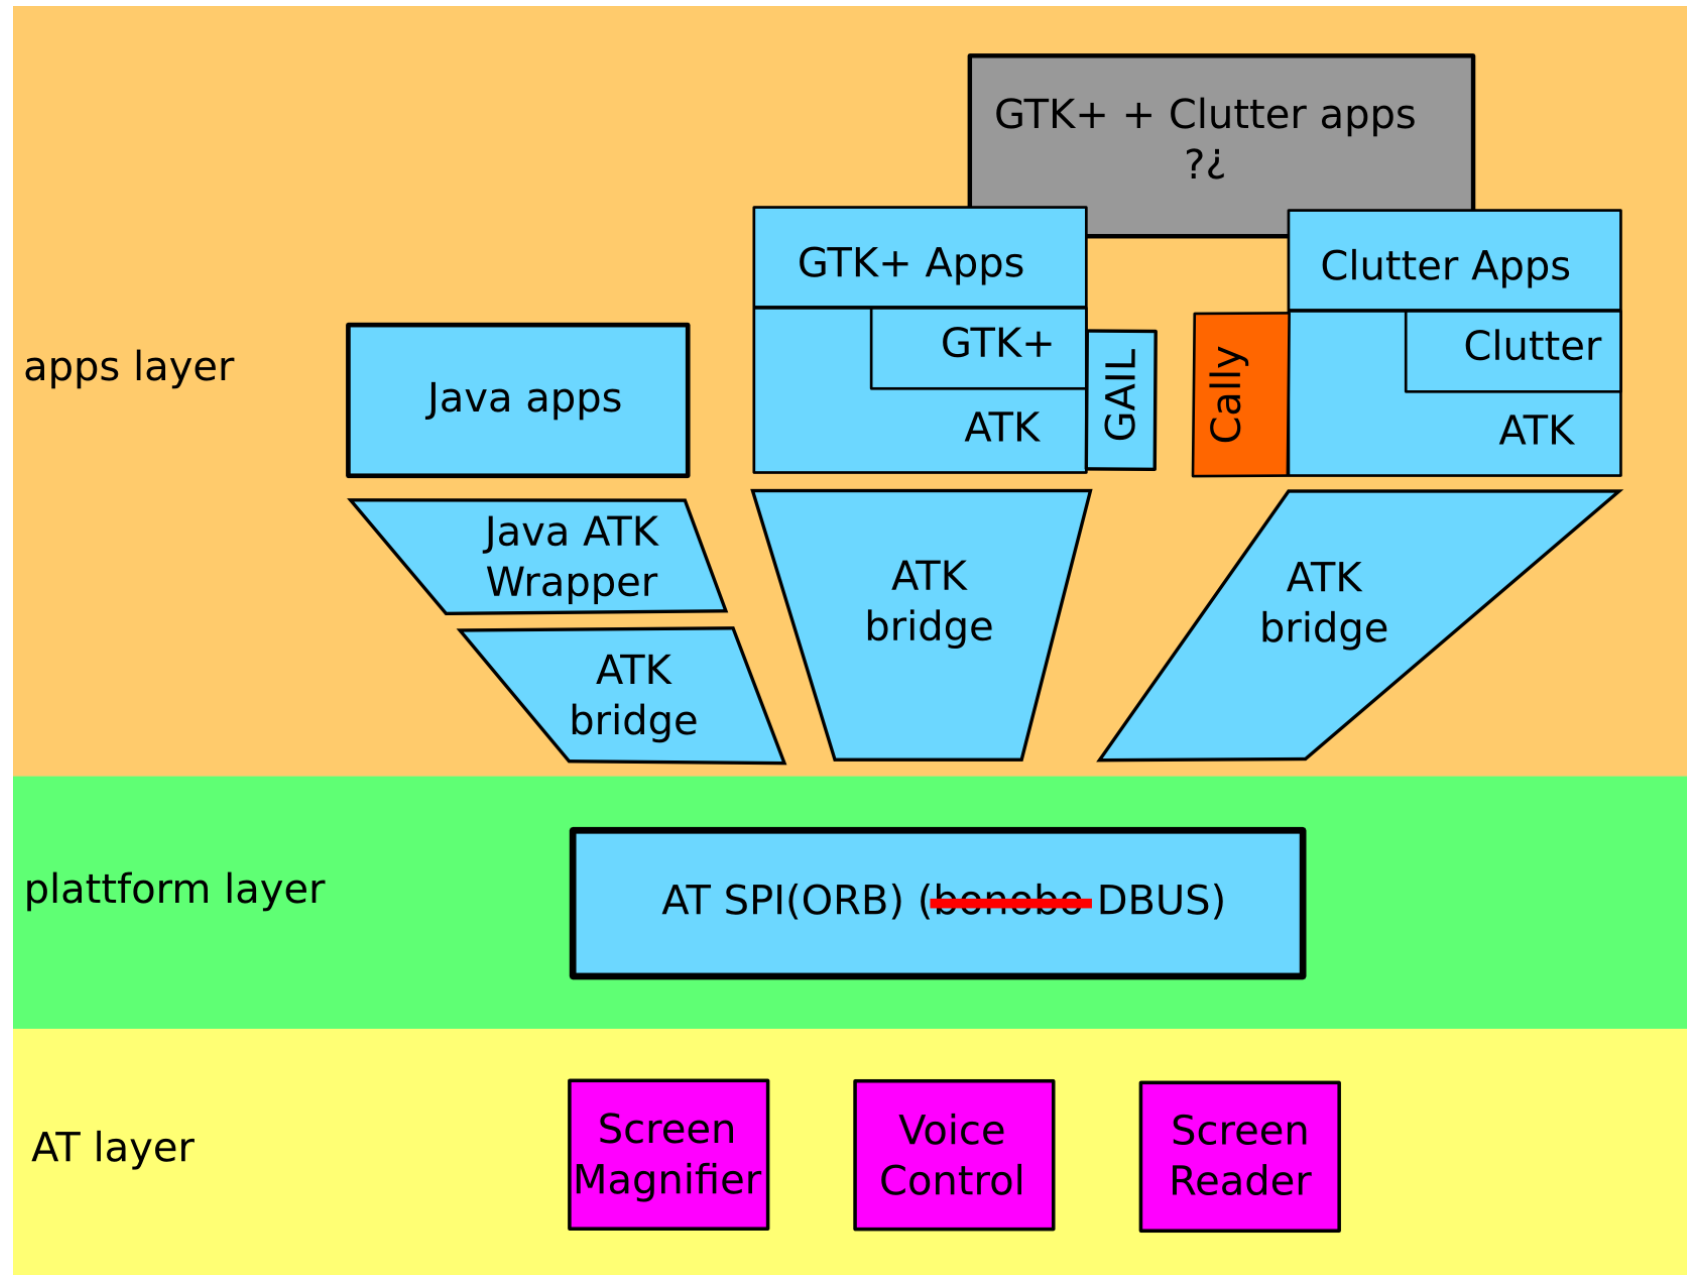 GTK+ + Clutter apps
?¿
GTK+ Apps
Clutter Apps
GTK+
Clutter
GAIL
Cally
apps layer
Java apps
ATK
ATK
Java ATK
Wrapper
ATK
bridge
ATK
bridge
ATK
bridge
plattform layer
AT SPI(ORB) (bonobo DBUS)
AT layer
Screen
Magnifier
Voice
Control
Screen
Reader